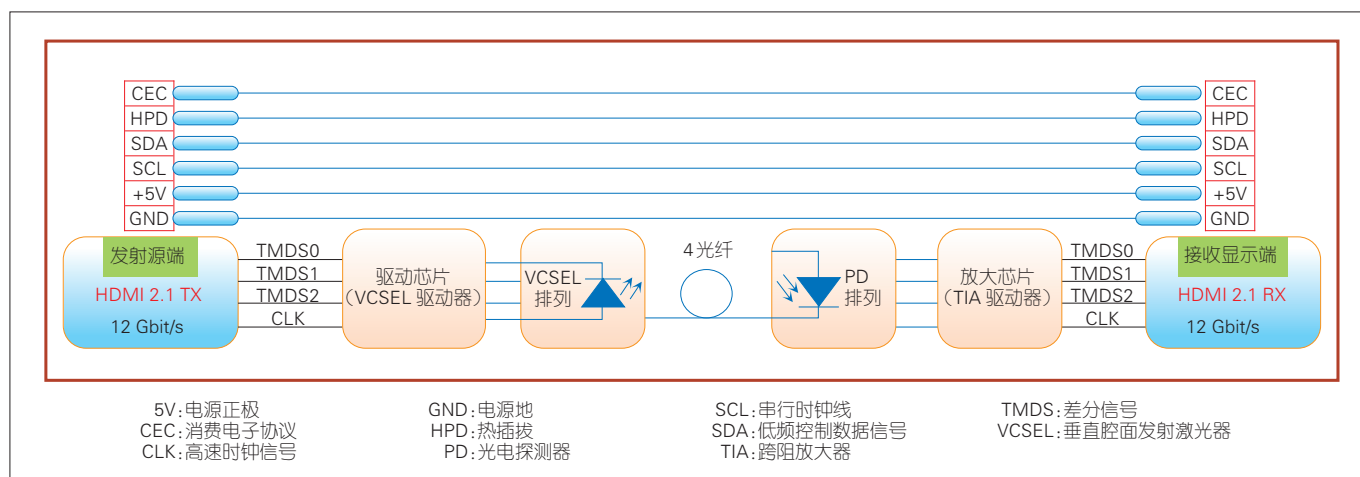 CEC CEC
HPD HPD
SDA SDA
SCL SCL
+5V +5V
GND GND
发射源端
HDMI 2.1 TX
12 Gbit/s
TMDS0
TMDS1
TMDS2
CLK
驱动芯片
(VCSEL 驱动器)
VCSEL
排列
4光纤
PD
排列
放大芯片
(TIA 驱动器)
TMDS0
TMDS1
TMDS2
CLK
接收显示端
HDMI 2.1 RX
12 Gbit/s
5V:电源正极 GND:电源地 SCL:串行时钟线 TMDS:差分信号
CEC:消费电子协议 HPD:热插拔 SDA:低频控制数据信号 VCSEL:垂直腔面发射激光器
CLK:高速时钟信号 PD:光电探测器 TIA:跨阻放大器